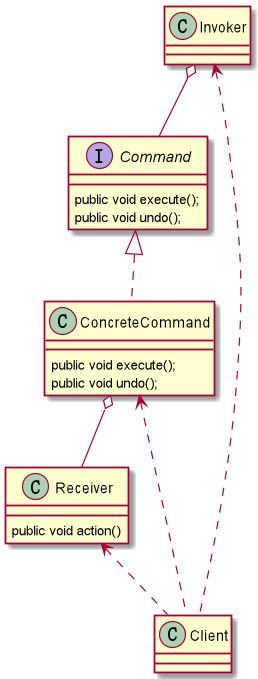 C Invoker
I Command
public void execute();
public void undo();
C ConcreteCommand
public void execute();
public void undo();
C Receiver
public void action()
C Client